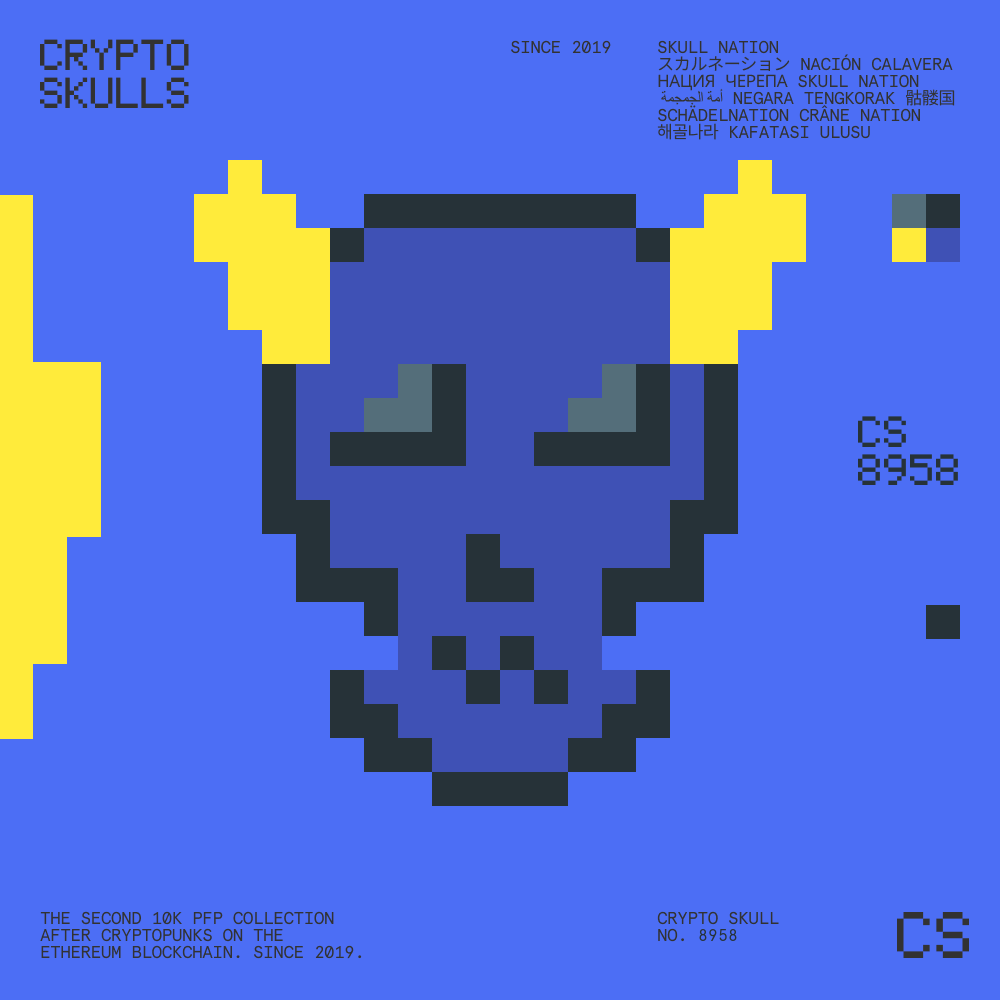 CRYPTO
SKULLS
SINCE 2019
SKULL NATION
スカルネーション NACIÓN CALAVERA
НАЦИЯ ЧЕРЕПА SKULL NATION
أمة الجمجمة NEGARA TENGKORAK 骷髅国
SCHÄDELNATION CRÂNE NATION
해골나라 KAFATASI ULUSU
CS
8958
THE SECOND 10K PFP COLLECTION
AFTER CRYPTOPUNKS ON THE
ETHEREUM BLOCKCHAIN. SINCE 2019.
CRYPTO SKULL
NO. 8958
CS